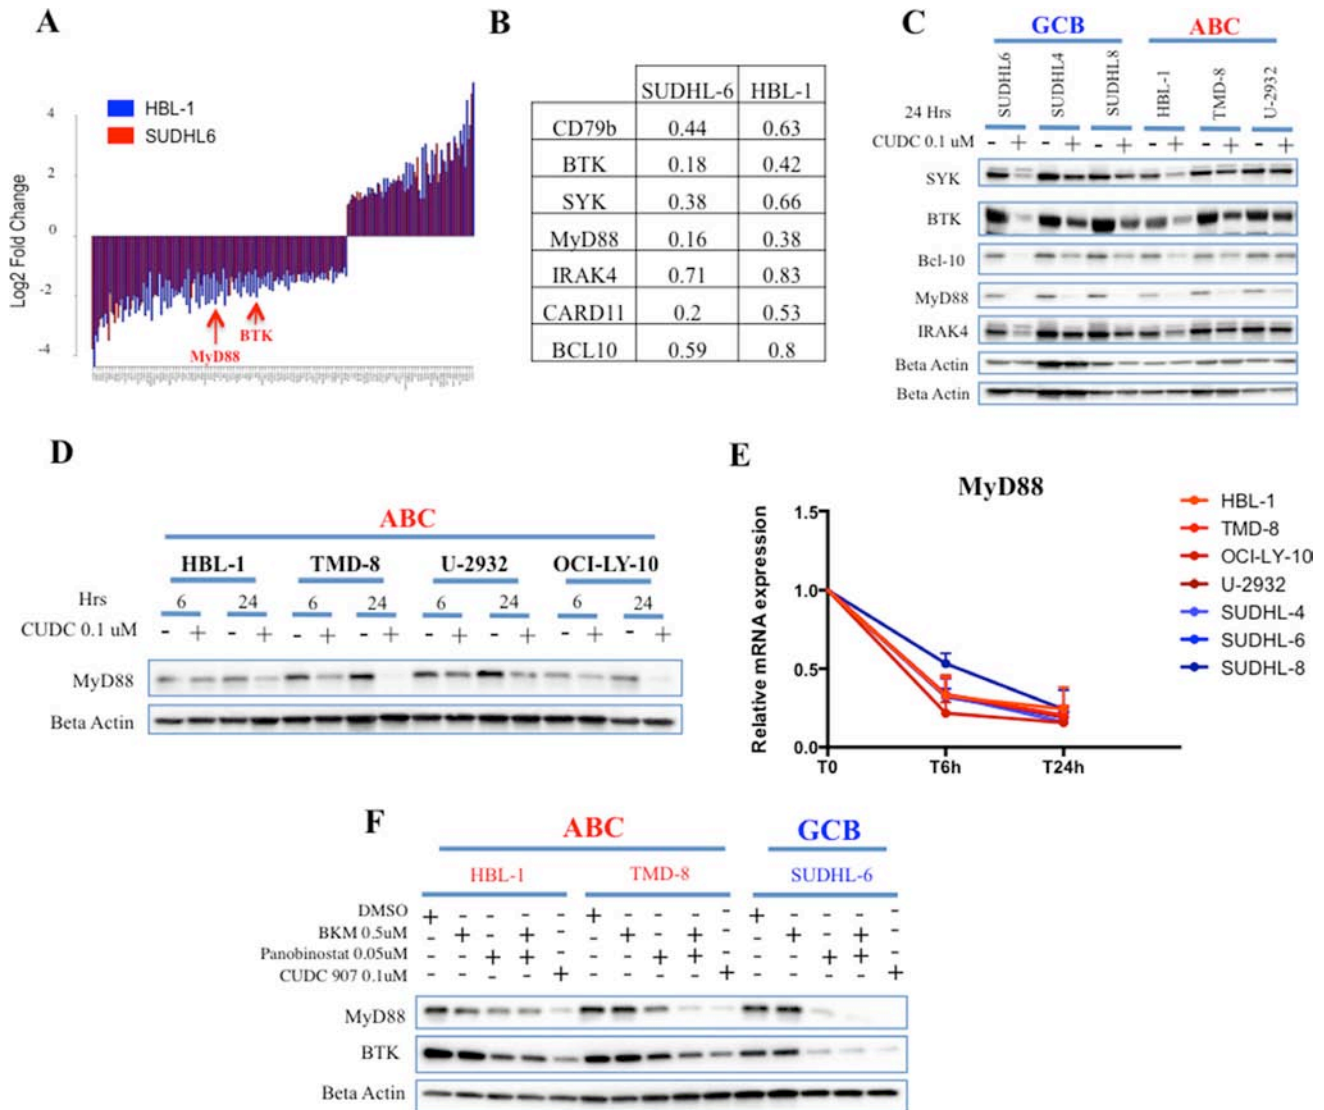 A
HBL-1
SUDHL6
Log2 Fold Change
4
2
0
-2
-4
MyD88
BTK
B
SUDHL-6 HBL-1
CD79b 0.44 0.63
BTK 0.18 0.42
SYK 0.38 0.66
MyD88 0.16 0.38
IRAK4 0.71 0.83
CARD11 0.2 0.53
BCL10 0.59 0.8
C
GCB ABC
SUDHL6 SUDHL4 SUDHL8 HBL-1 TMD-8 U-2932
24 Hrs
CUDC 0.1 uM - + - + - + - + - + - +
SYK
BTK
Bcl-10
MyD88
IRAK4
Beta Actin
Beta Actin
D
ABC
HBL-1 TMD-8 U-2932 OCI-LY-10
Hrs 6 24 6 24 6 24 6 24
CUDC 0.1 uM - + - + - + - + - + - + - + - +
MyD88
Beta Actin
E
MyD88
Relative mRNA expression
1.5
1.0
0.5
0.0
T0 T6h T24h
HBL-1
TMD-8
OCI-LY-10
U-2932
SUDHL-4
SUDHL-6
SUDHL-8
F
ABC GCB
HBL-1 TMD-8 SUDHL-6
DMSO + - - - - + - - - - + - - - -
BKM 0.5uM - + - + - - + - + - - + - + -
Panobinostat 0.05uM - - + + - - - + + - - - + + -
CUDC 907 0.1uM - - - - + - - - - + - - - - +
MyD88
BTK
Beta Actin